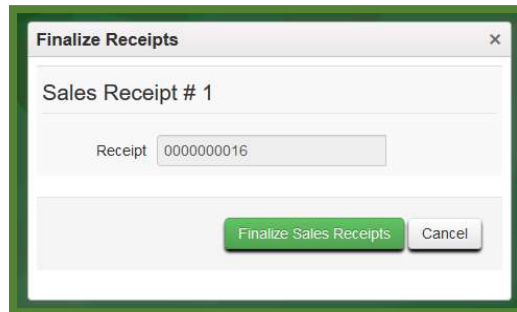 Finalize Receipts ×
Sales Receipt # 1
Receipt 0000000016
Finalize Sales Receipts Cancel